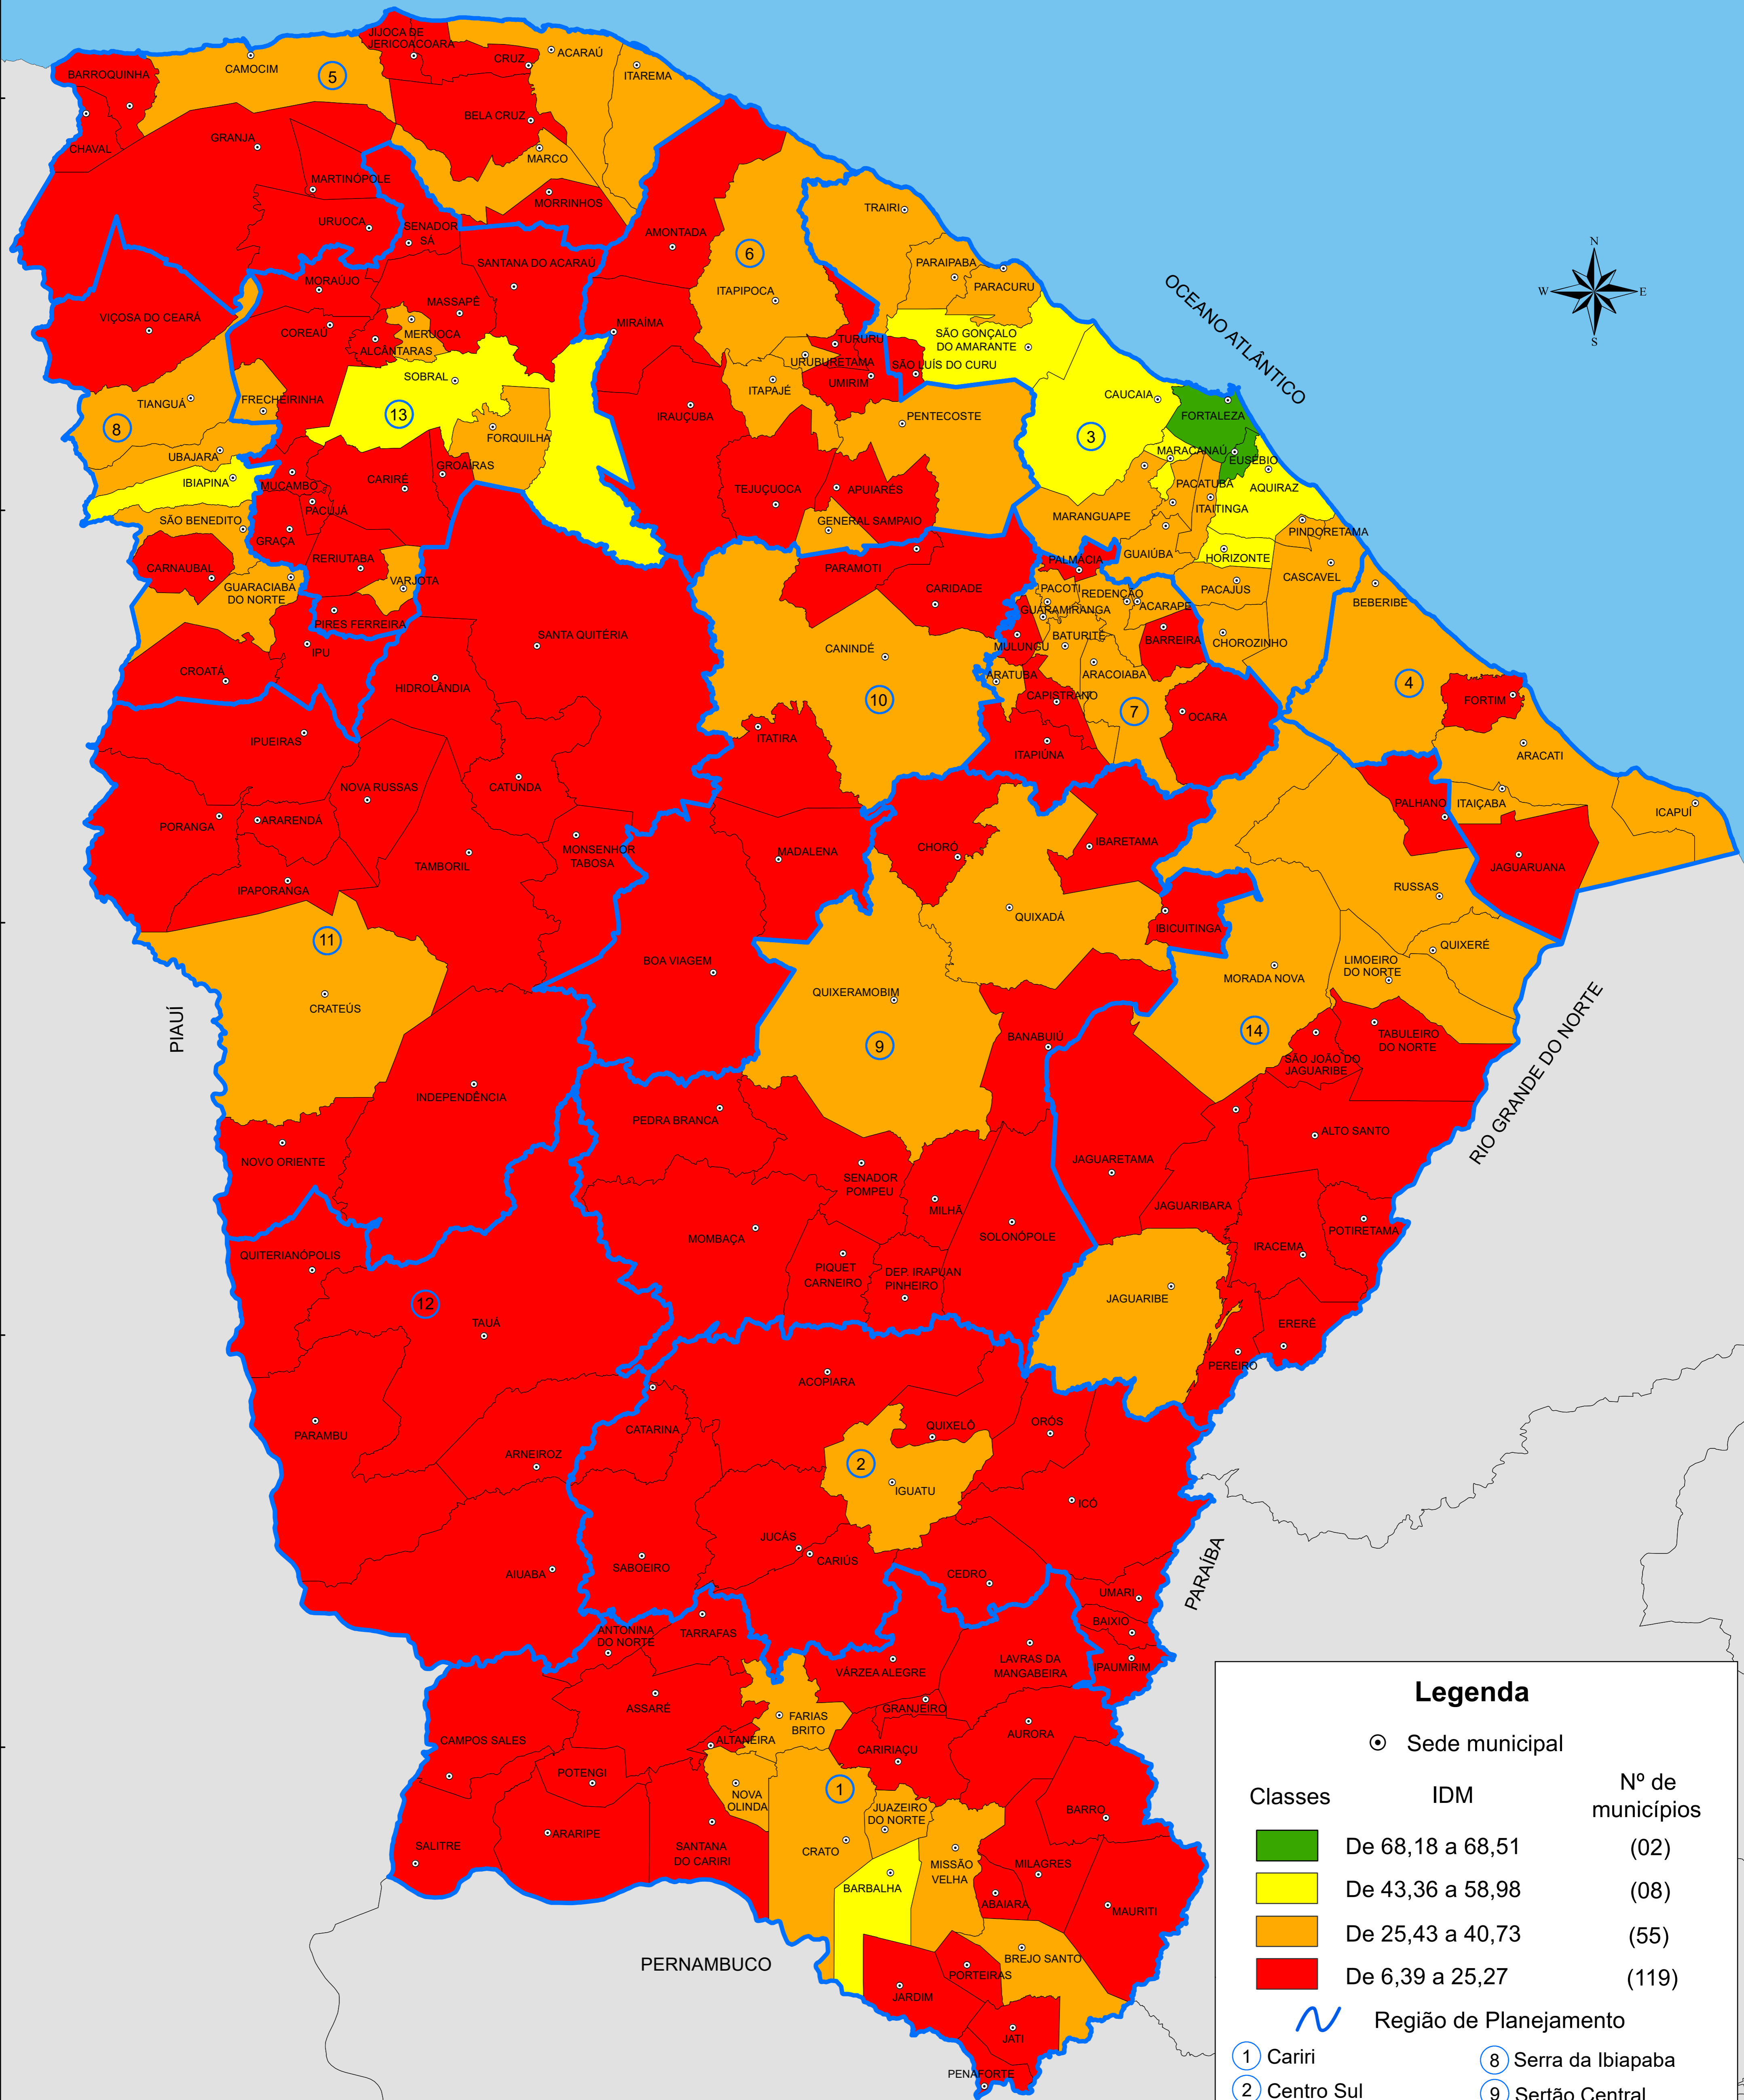 JIJOCA DE
JERICOACOARA
CRUZ
ACARAÚ
ITAREMA
BARROQUINHA
CAMOCIM
5
BELA CRUZ
CHAVAL
GRANJA
MARCO
MARTINÓPOLE
MORRINHOS
URUOCA
SENADOR
SÁ
AMONTADA
TRAIRI
6
N
W
E
S
SANTANA DO ACARAÚ
PARAIPABA
PARACURU
MORAÚJO
ITAPIPOCA
MASSAPÊ
VIÇOSA DO CEARÁ
COREAÚ
MERUOCA
MIRAÍMA
TURURU
SÃO GONÇALO
DO AMARANTE
OCEANO ATLÂNTICO
ALCÂNTARAS
URUBURETAMA
SÃO LUÍS DO CURU
SOBRAL
ITAPAJÉ
UMIRIM
TIANGUÁ
FRECHEIRINHA
13
IRAUÇUBA
PENTECOSTE
CAUCAIA
FORTALEZA
8
FORQUILHA
3
MARACANAÚ
EUSÉBIO
UBAJARA
GROAÍRAS
IBIAPINA
MUCAMBO
CARIRÉ
TEJUÇUOCA
APUIARÉS
PACATUBA
AQUIRAZ
PACUJÁ
ITAITINGA
SÃO BENEDITO
GENERAL SAMPAIO
MARANGUAPE
PINDORETAMA
GRAÇA
GUAIÚBA
HORIZONTE
CARNAUBAL
RERIUTABA
PARAMOTI
PALMÁCIA
GUARACIABA
DO NORTE
VARJOTA
CARIDADE
PACOTI
REDENÇÃO
PACAJUS
CASCAVEL
BEBERIBE
GUARAMIRANGA
ACARAPE
PIRES FERREIRA
SANTA QUITÉRIA
CANINDÉ
MULUNGU
BATURITÉ
BARREIRA
CHOROZINHO
IPU
CROATÁ
HIDROLÂNDIA
ARATUBA
ARACOIABA
4
CAPISTRANO
FORTIM
10
7
OCARA
IPUEIRAS
ITATIRA
ITAPIÚNA
ARACATI
NOVA RUSSAS
CATUNDA
PALHANO
ITAIÇABA
ICAPUÍ
PORANGA
ARARENDÁ
MONSENHOR
TABOSA
MADALENA
CHORÓ
IBARETAMA
TAMBORIL
JAGUARUANA
IPAPORANGA
RUSSAS
QUIXADÁ
IBICUITINGA
11
QUIXERÉ
BOA VIAGEM
LIMOEIRO
DO NORTE
MORADA NOVA
CRATEÚS
QUIXERAMOBIM
PIAUÍ
9
BANABUIÚ
14
TABULEIRO
DO NORTE
SÃO JOÃO DO
JAGUARIBE
RIO GRANDE DO NORTE
INDEPENDÊNCIA
PEDRA BRANCA
ALTO SANTO
NOVO ORIENTE
JAGUARETAMA
SENADOR
POMPEU
MILHÃ
JAGUARIBARA
POTIRETAMA
MOMBAÇA
SOLONÓPOLE
IRACEMA
QUITERIANÓPOLIS
PIQUET
CARNEIRO
DEP. IRAPUAN
PINHEIRO
JAGUARIBE
12
TAUÁ
ERERÊ
PEREIRO
ACOPIARA
PARAMBU
CATARINA
QUIXELÔ
ORÓS
ARNEIROZ
2
IGUATU
ICÓ
JUCÁS
CARIÚS
AIUABA
SABOEIRO
CEDRO
UMARI
PARAÍBA
BAIXIO
ANTONINA
DO NORTE
TARRAFAS
LAVRAS DA
MANGABEIRA
IPAUMIRIM
VÁRZEA ALEGRE
ASSARÉ
FARIAS
BRITO
GRANJEIRO
AURORA
CAMPOS SALES
ALTANEIRA
CARIRIAÇU
POTENGI
1
NOVA
OLINDA
JUAZEIRO
DO NORTE
BARRO
SALITRE
ARARIPE
SANTANA
DO CARIRI
CRATO
MISSÃO
VELHA
MILAGRES
BARBALHA
ABAIARA
MAURITI
BREJO SANTO
PORTEIRAS
PERNAMBUCO
JARDIM
JATI
PENAFORTE
Legenda
Sede municipal
Classes
IDM
Nº de
municípios
De 68,18 a 68,51
(02)
De 43,36 a 58,98
(08)
De 25,43 a 40,73
(55)
De 6,39 a 25,27
(119)
Região de Planejamento
1 Cariri
8 Serra da Ibiapaba
2 Centro Sul
9 Sertão Central